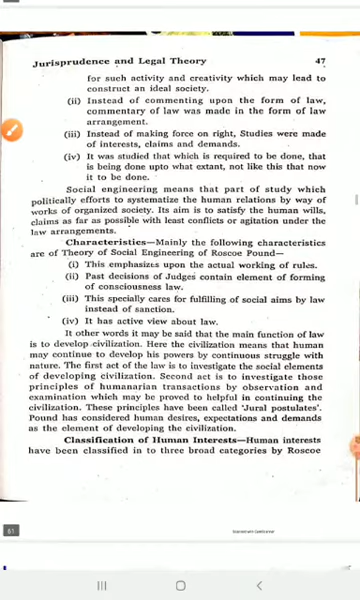 Jurisprudence and Legal Theory 47
for such activity and creativity which may lead to
construct an ideal society.
(ii) Instead of commenting upon the form of law,
commentary of law was made in the form of law
arrangement.
(iii) Instead of making force on right, Studies were made
of interests, claims and demands.
(iv) It was studied that which is required to be done, that
is being done upto what extant, not like this that now
it to be done.
Social engineering means that part of study which
politically efforts to systematize the human relations by way of
works of organized society. Its aim is to satisfy the human wills,
claims as far as possible with least conflicts or agitation under the
law arrangements.
Characteristics—Mainly the following characteristics
are of Theory of Social Engineering of Roscoe Pound—
(i) This emphasizes upon the actual working of rules.
(ii) Past decisions of Judges contain element of forming
of consciousness law.
(iii) This specially cares for fulfilling of social aims by law
instead of sanction.
(iv) It has active view about law.
It other words it may be said that the main function of law
is to develop civilization. Here the civilization means that human
may continue to develop his powers by continuous struggle with
nature. The first act of the law is to investigate the social elements
of developing civilization. Second act is to investigate those
principles of humanarian transactions by observation and
examination which may be proved to helpful in continuing the
civilization. These principles have been called 'Jural postulates'.
Pound has considered human desires, expectations and demands
as the element of developing the civilization.
Classification of Human Interests—Human interests
have been classified in to three broad categories by Roscoe
61
Scanned with CamScanner